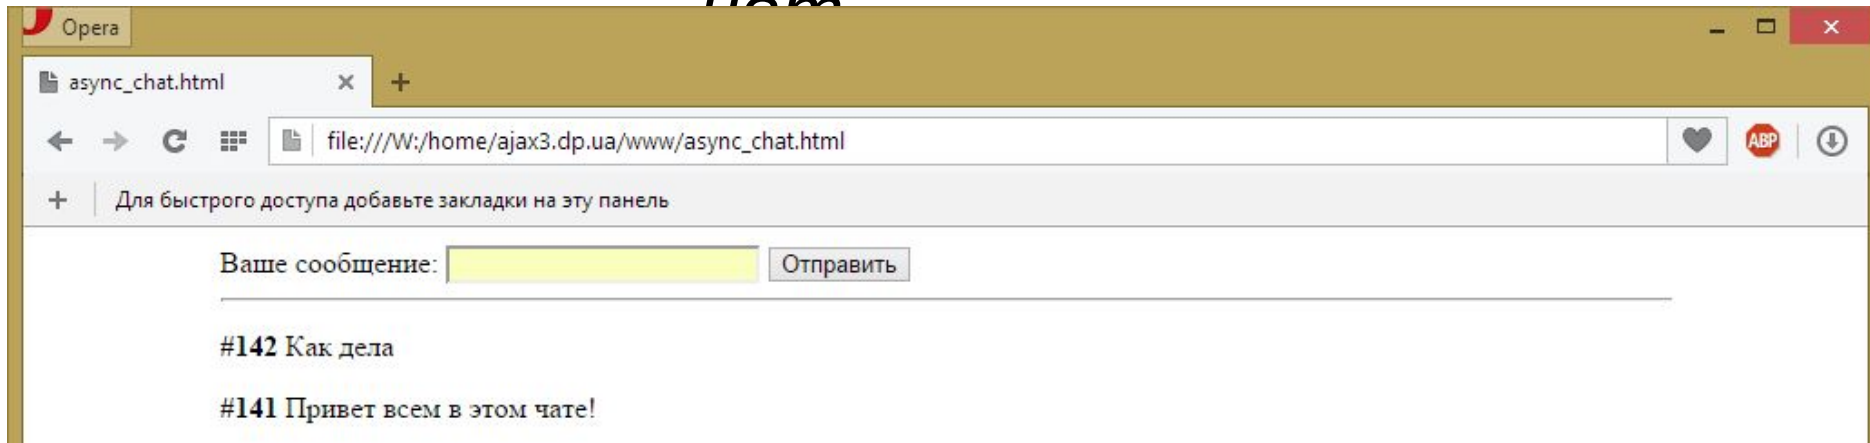 Opera
async_chat.html
file:///W:/home/ajax3.dp.ua/www/async_chat.html
ABP
Для быстрого доступа добавьте закладки на эту панель
Ваше сообщение: Отправить
#142 Как дела
#141 Привет всем в этом чате!